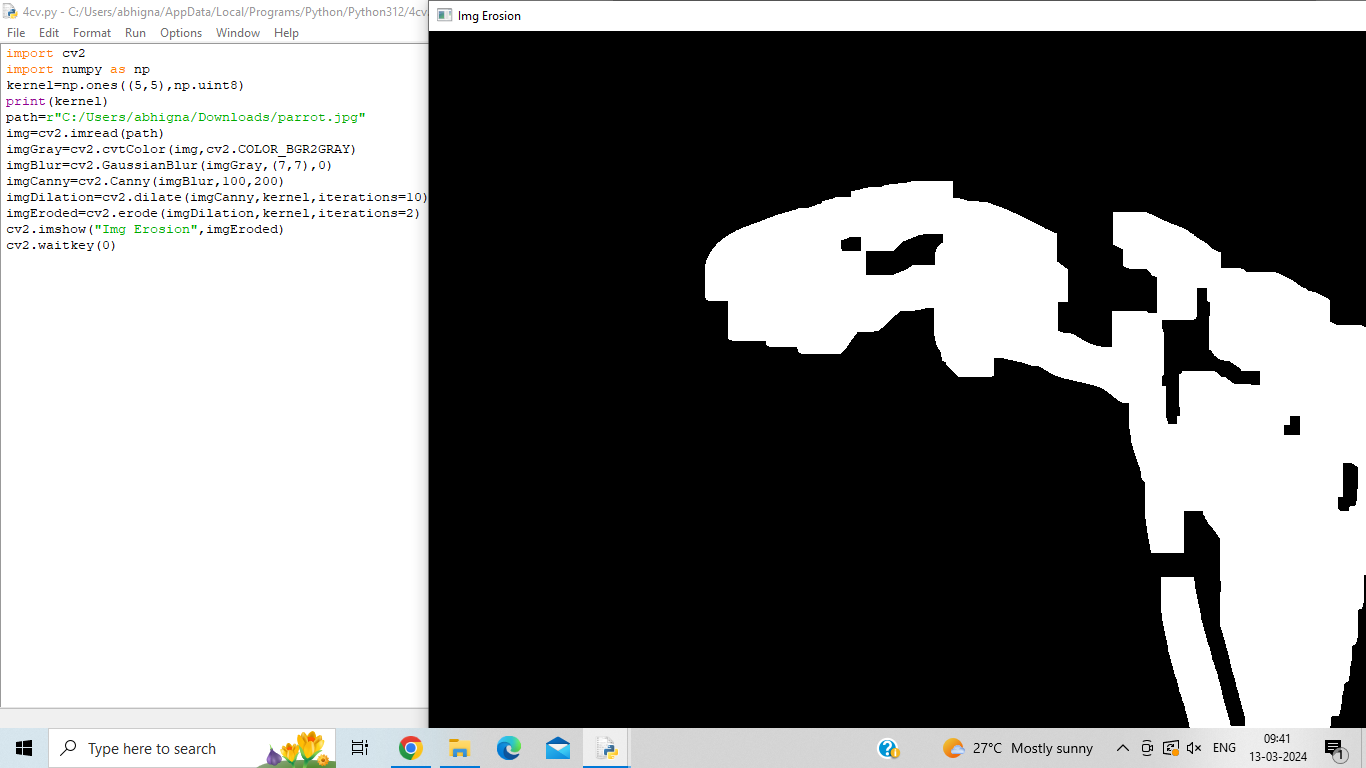 4cv.py - C:/Users/abhigna/AppData/Local/Programs/Python/Python312/4cv.
File Edit Format Run Options Window Help
import cv2
import numpy as np
kernel=np.ones((5,5),np.uint8)
print(kernel)
path=r"C:/Users/abhigna/Downloads/parrot.jpg"
img=cv2.imread(path)
imgGray=cv2.cvtColor(img,cv2.COLOR_BGR2GRAY)
imgBlur=cv2.GaussianBlur(imgGray,(7,7),0)
imgCanny=cv2.Canny(imgBlur,100,200)
imgDilation=cv2.dilate(imgCanny,kernel,iterations=10)
imgEroded=cv2.erode(imgDilation,kernel,iterations=2)
cv2.imshow("Img Erosion",imgEroded)
cv2.waitkey(0)
Img Erosion
Type here to search
27°C Mostly sunny
ENG
09:41
13-03-2024
1